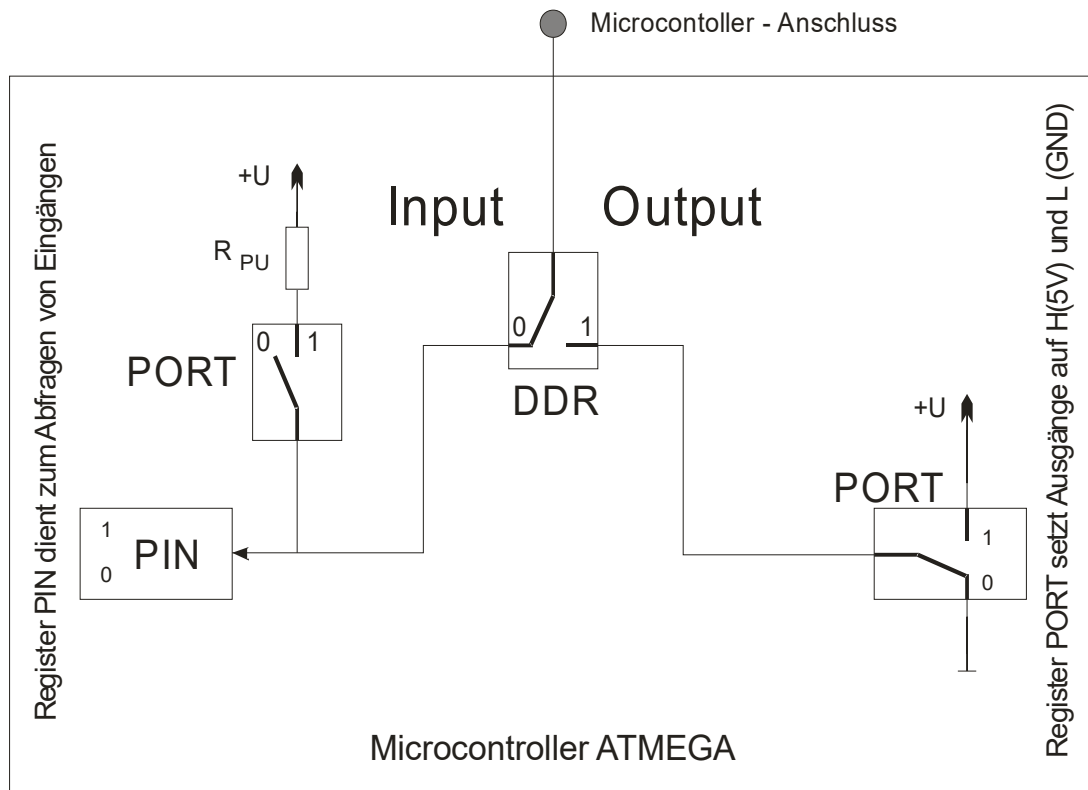 Microcontoller - Anschluss
Register PIN dient zum Abfragen von Eingängen
+U
R PU
0 1
PORT
1
0
PIN
Input Output
0 1
DDR
+U
PORT
1
0
Register PORT setzt Ausgänge auf H(5V) und L (GND)
Microcontroller ATMEGA